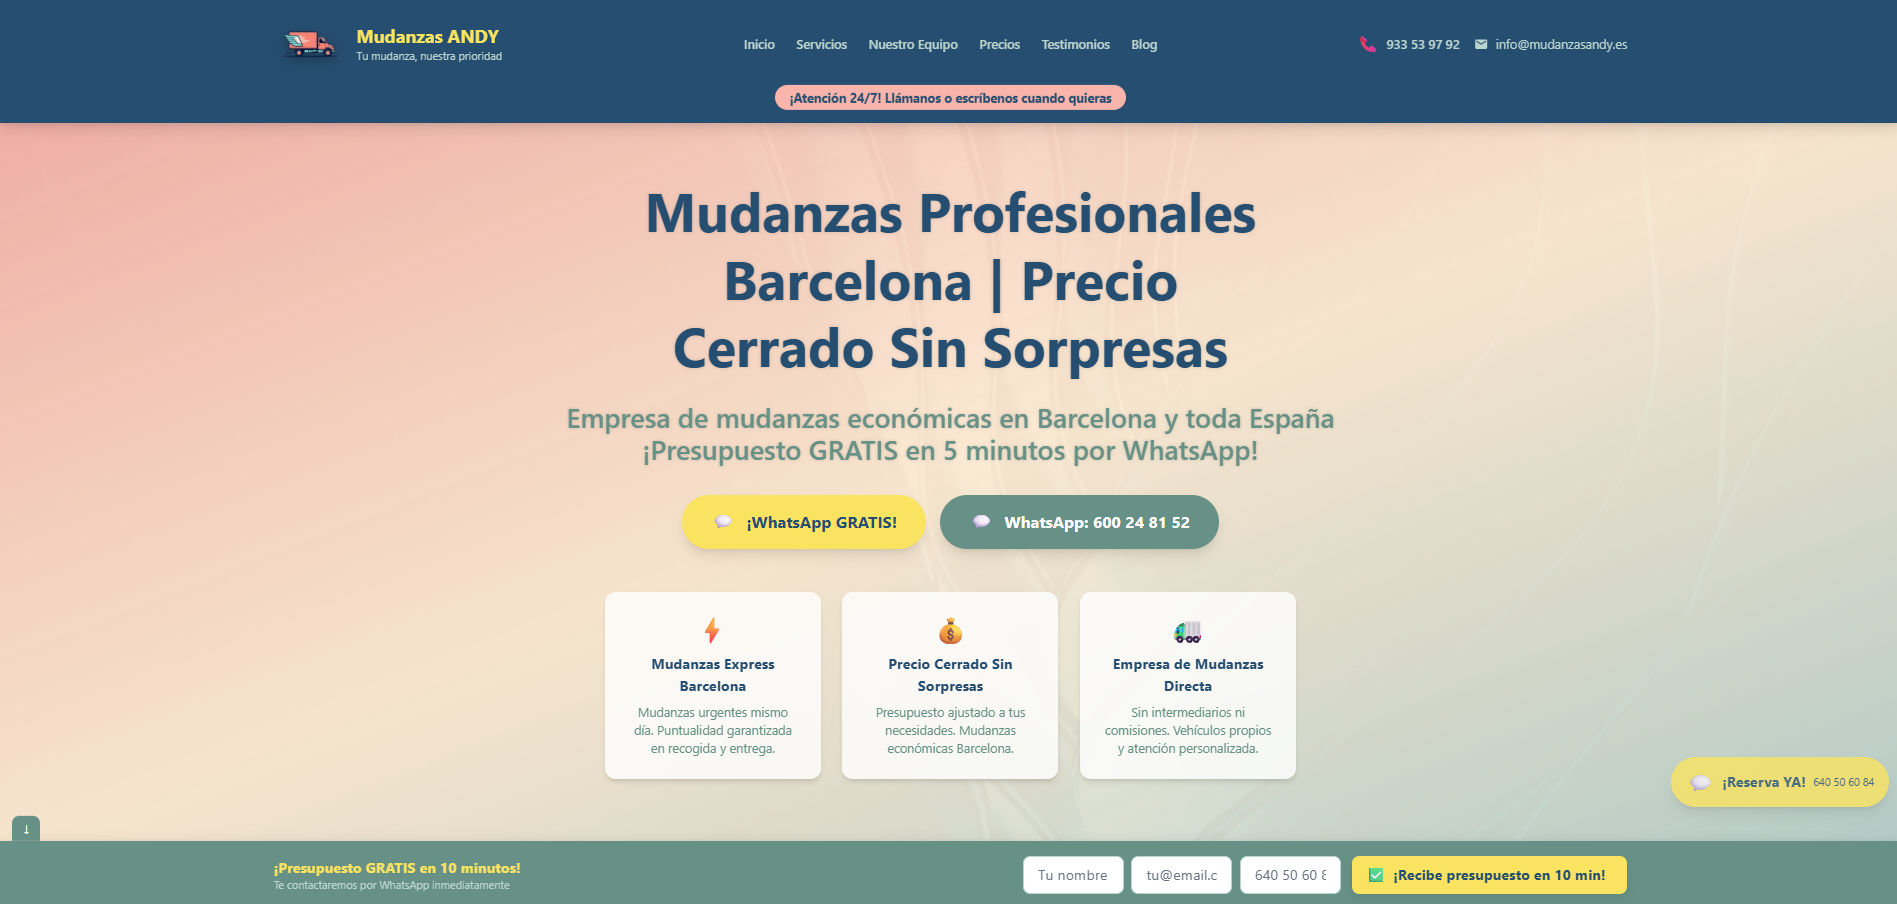 Mudanzas ANDY
Tu mudanza, nuestra prioridad
Inicio
Servicios
Nuestro Equipo
Precios
Testimonios
Blog
933 53 97 92
info@mudanzasandy.es
¡Atención 24/7! Llámanos o escríbenos cuando quieras
Mudanzas Profesionales
Barcelona | Precio
Cerrado Sin Sorpresas
Empresa de mudanzas económicas en Barcelona y toda España
¡Presupuesto GRATIS en 5 minutos por WhatsApp!
¡WhatsApp GRATIS!
WhatsApp: 600 24 81 52
Mudanzas Express
Barcelona
Mudanzas urgentes mismo
día. Puntualidad garantizada
en recogida y entrega.
Precio Cerrado Sin
Sorpresas
Presupuesto ajustado a tus
necesidades. Mudanzas
económicas Barcelona.
Empresa de Mudanzas
Directa
Sin intermediarios ni
comisiones. Vehículos propios
y atención personalizada.
¡Reserva YA! 640 50 60 84
↓
¡Presupuesto GRATIS en 10 minutos!
Te contactaremos por WhatsApp inmediatamente
Tu nombre
tu@email.c
640 50 60 8
¡Recibe presupuesto en 10 min!